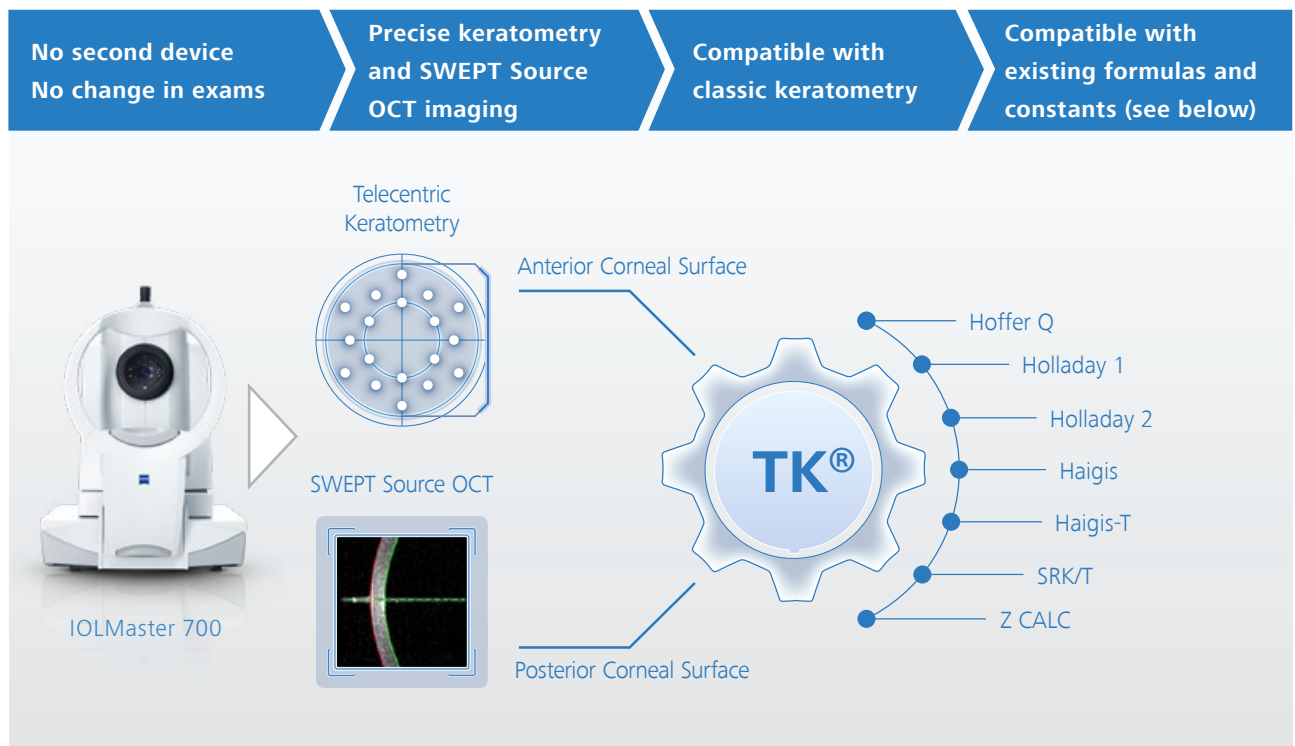 No second device
No change in exams
Precise keratometry
and SWEPT Source
OCT imaging
Compatible with
classic keratometry
Compatible with
existing formulas and
constants (see below)
Telecentric
Keratometry
Anterior Corneal Surface
SWEPT Source OCT
IOLMaster 700
TK®
Posterior Corneal Surface
Hoffer Q
Holladay 1
Holladay 2
Haigis
Haigis-T
SRK/T
Z CALC